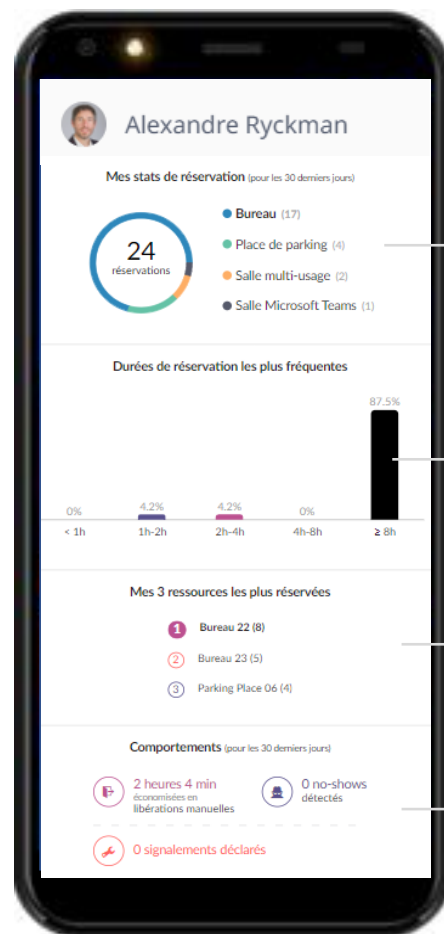 Alexandre Ryckman
Mes stats de réservation (pour les 30 derniers jours)
24
réservations
Bureau (17)
Place de parking (4)
Salle multi-usage (2)
Salle Microsoft Teams (1)
Durées de réservation les plus fréquentes
0% 4.2% 4.2% 0% 87.5%
< 1h 1h-2h 2h-4h 4h-8h ≥ 8h
Mes 3 ressources les plus réservées
1 Bureau 22 (8)
2 Bureau 23 (5)
3 Parking Place 06 (4)
Comportements (pour les 30 derniers jours)
2 heures 4 min
économisées en
libérations manuelles
0 no-shows
détectés
0 signalements déclarés